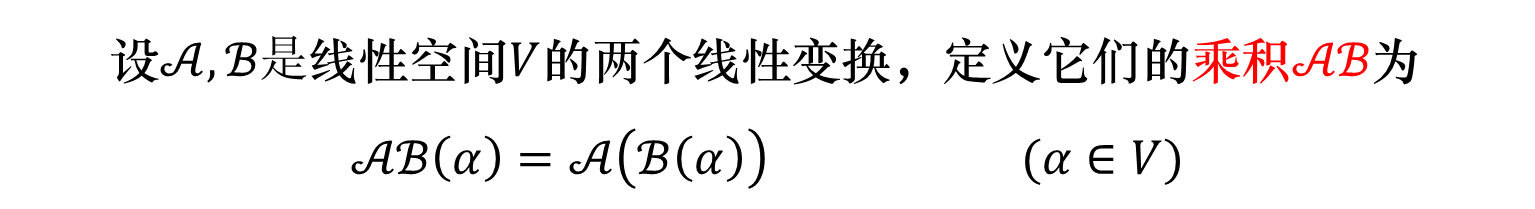 设𝒜,ℬ是线性空间𝑉的两个线性变换，定义它们的乘积𝒜ℬ为
𝒜ℬ(𝛼) = 𝒜(ℬ(𝛼)) (𝛼 ∈ 𝑉)